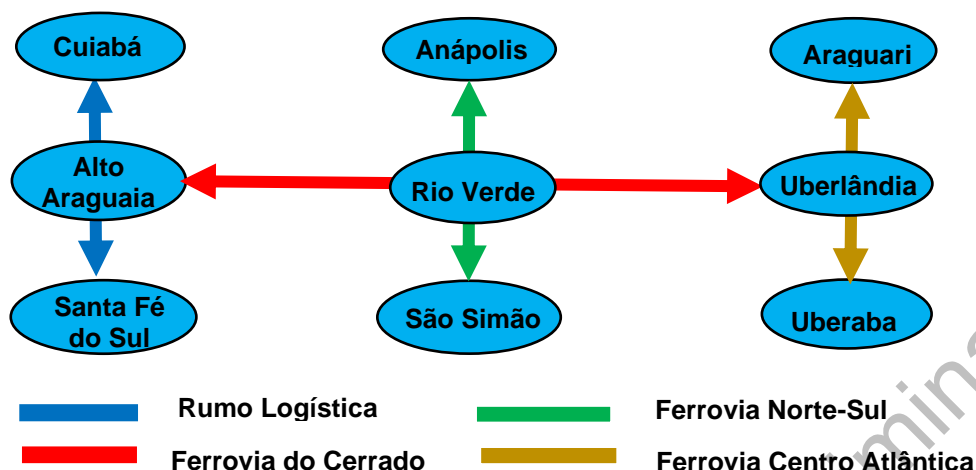 Cuiabá
Anápolis
Araguari
Alto
Araguaia
Rio Verde
Uberlândia
Santa Fé
do Sul
São Simão
Uberaba
Rumo Logística
Ferrovia Norte-Sul
Ferrovia do Cerrado
Ferrovia Centro Atlântica